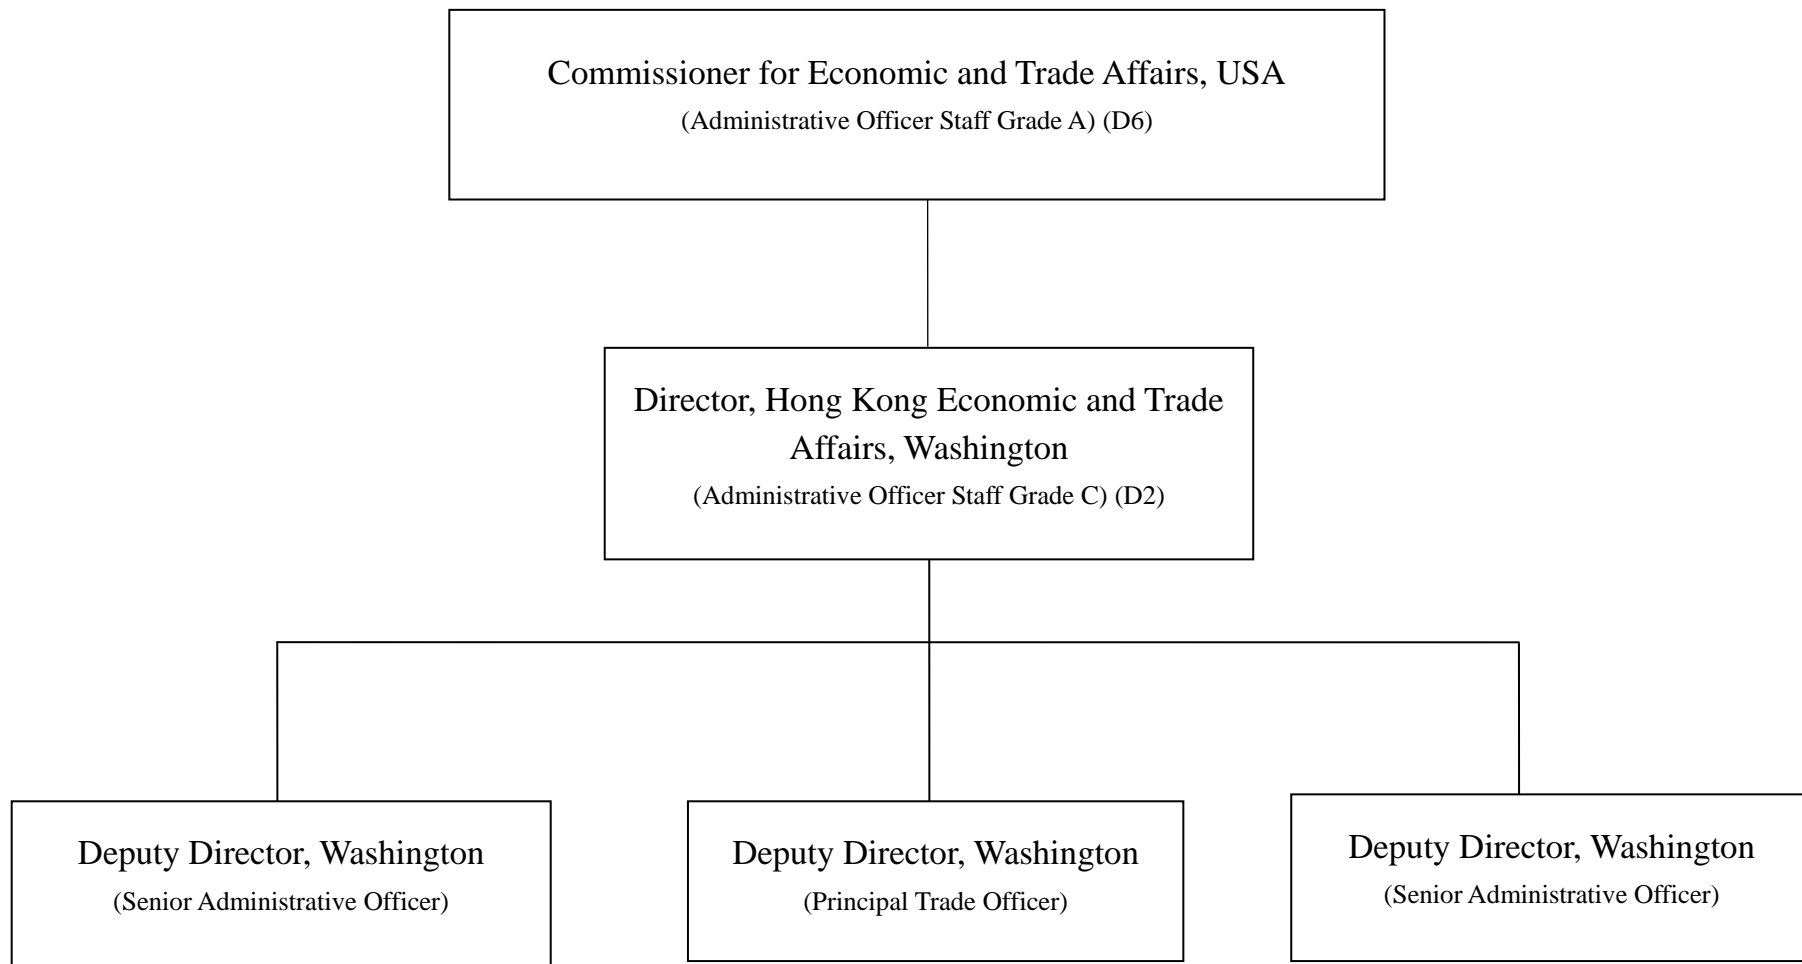 Commissioner for Economic and Trade Affairs, USA
(Administrative Officer Staff Grade A) (D6)
Director, Hong Kong Economic and Trade
Affairs, Washington
(Administrative Officer Staff Grade C) (D2)
Deputy Director, Washington
(Senior Administrative Officer)
Deputy Director, Washington
(Principal Trade Officer)
Deputy Director, Washington
(Senior Administrative Officer)